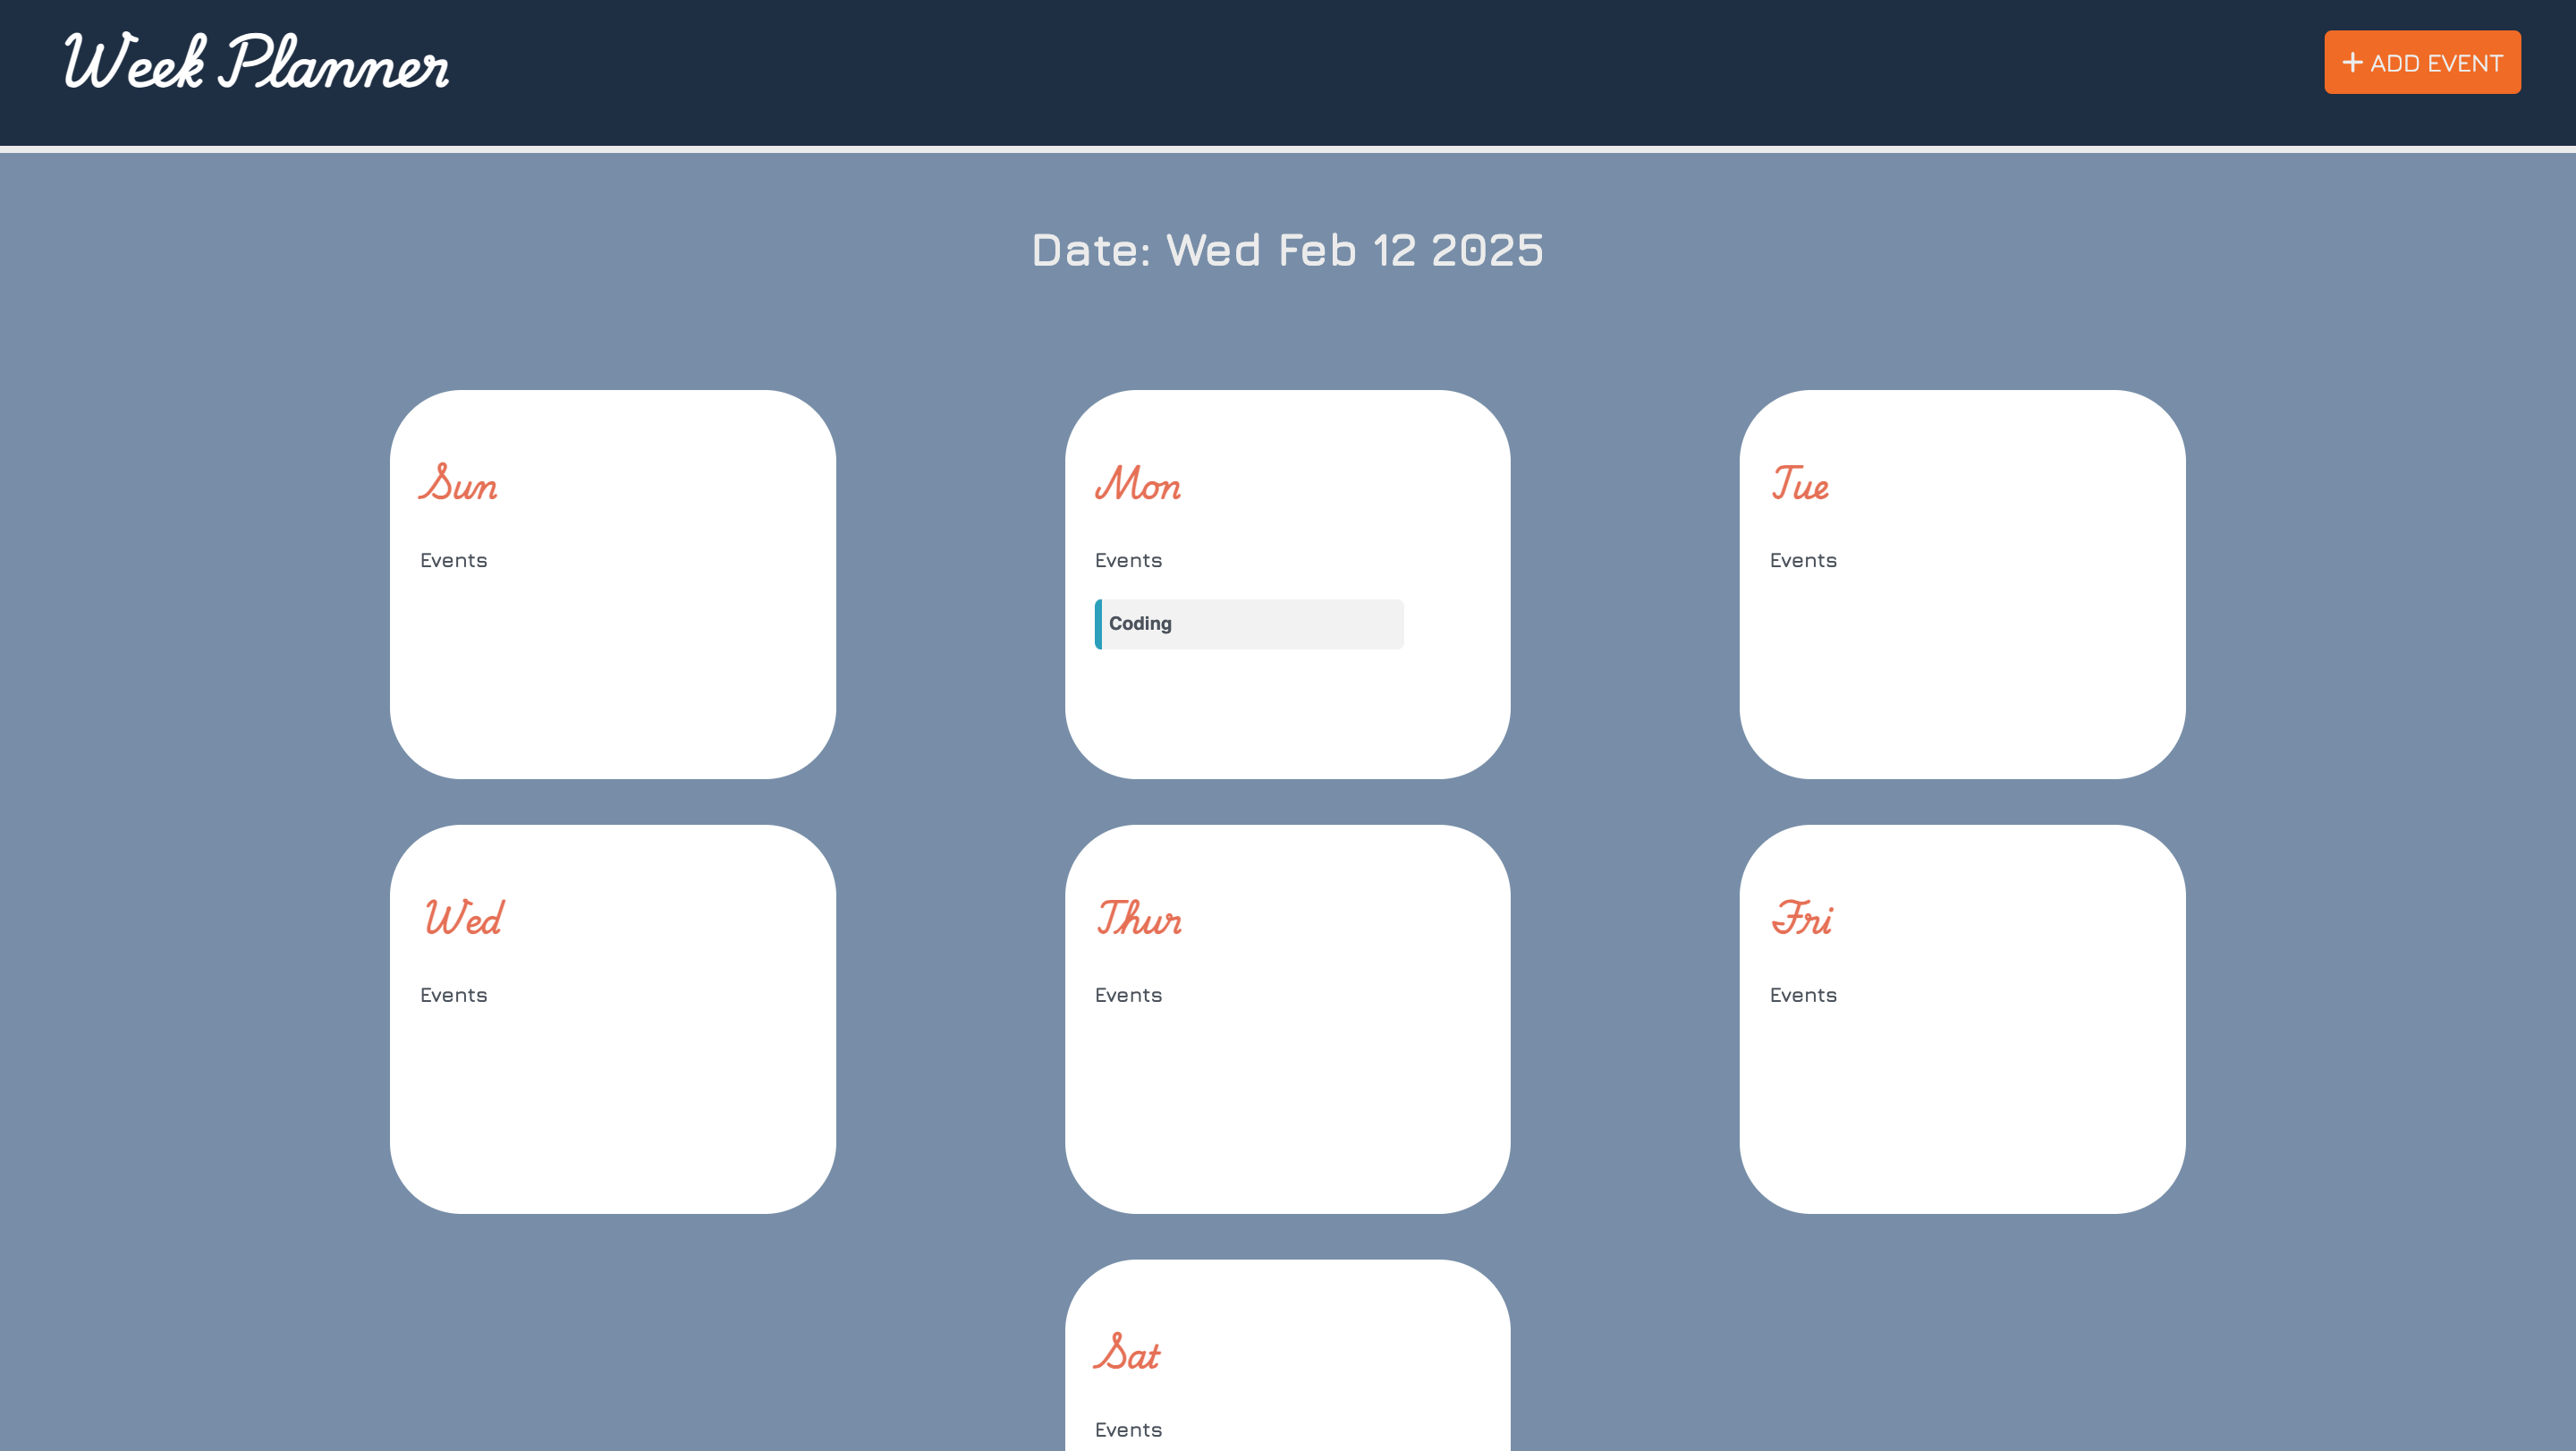 Week Planner
+ ADD EVENT
Date: Wed Feb 12 2025
Sun
Events
Mon
Events
Coding
Tue
Events
Wed
Events
Thur
Events
Fri
Events
Sat
Events